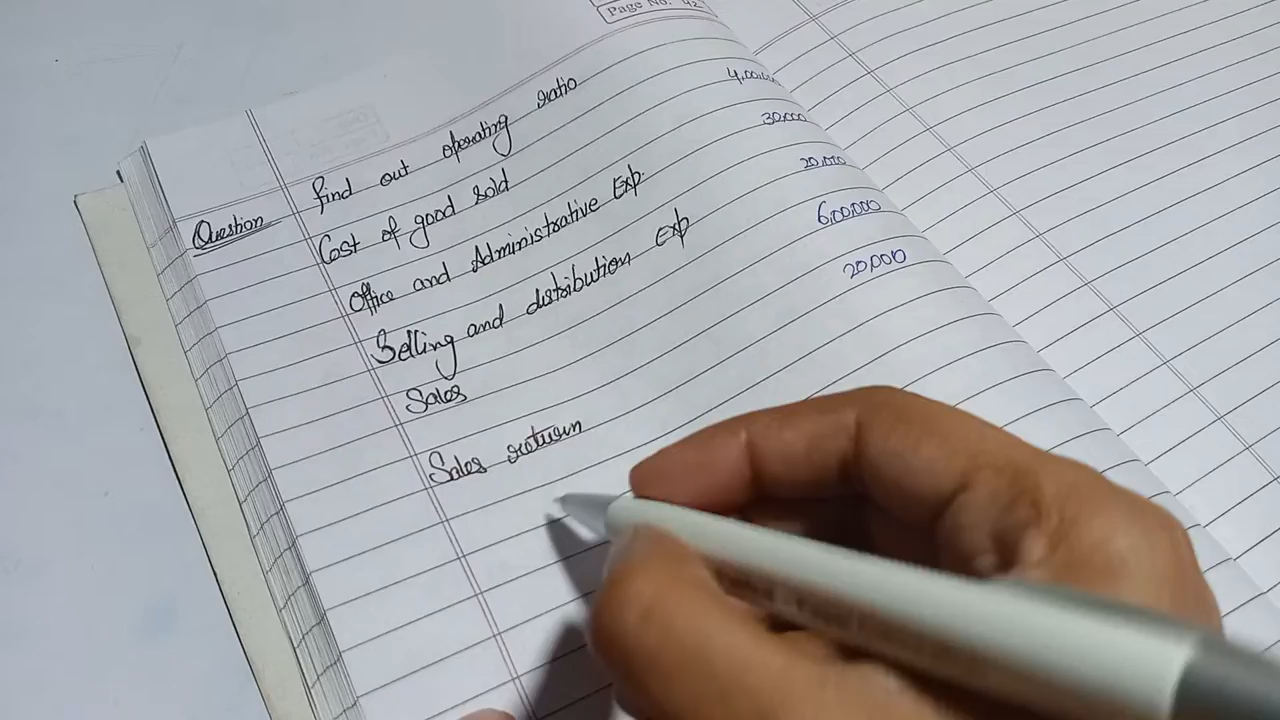 Page No. 42
Question Find out operating ratio
Cost of good sold 4,00,000
Office and Administrative Exp. 30,000
Selling and distribution Exp 20,000
Sales 6,00,000
Sales return 20,000